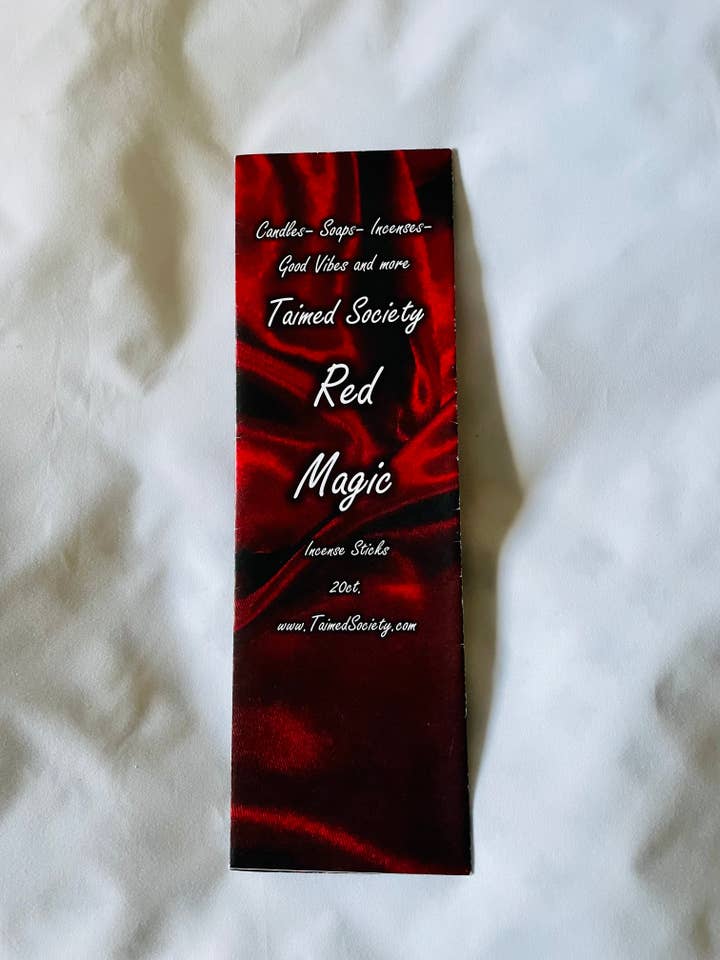 Candles- Soaps- Incenses-
Good Vibes and more
Taimed Society
Red
Magic
Incense Sticks
20ct.
www.TaimedSociety.com